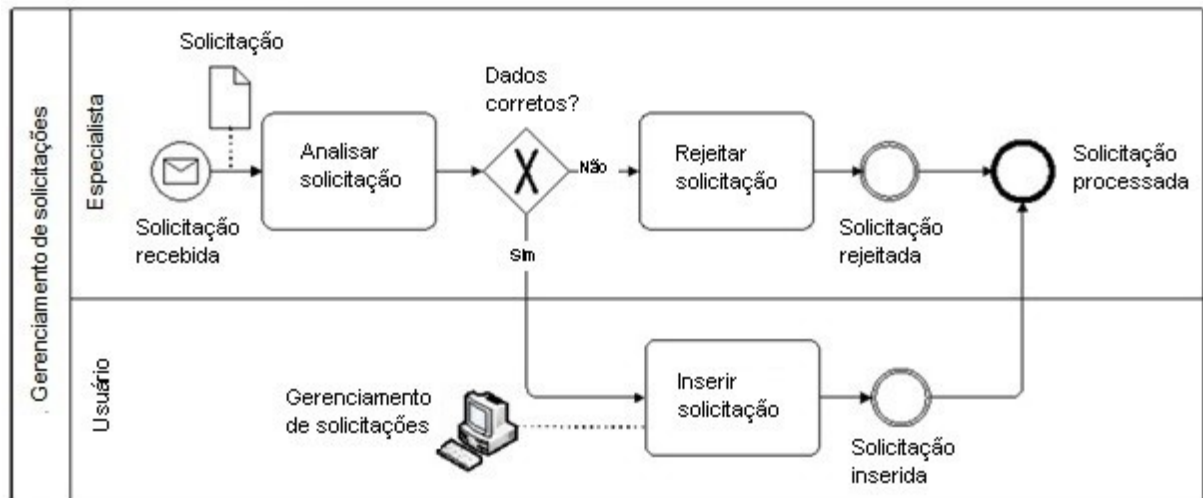 . Gerenciamento de solicitações
Especialista
Solicitação
Solicitação
recebida
Analisar
solicitação
Dados
corretos?
Não
Sim
Rejeitar
solicitação
Solicitação
rejeitada
Solicitação
processada
Usuário
Gerenciamento
de solicitações
Inserir
solicitação
Solicitação
inserida